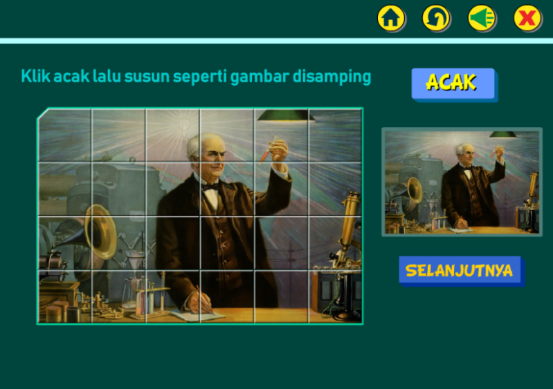 Klik acak lalu susun seperti gambar disamping
ACAK
SELANJUTNYA